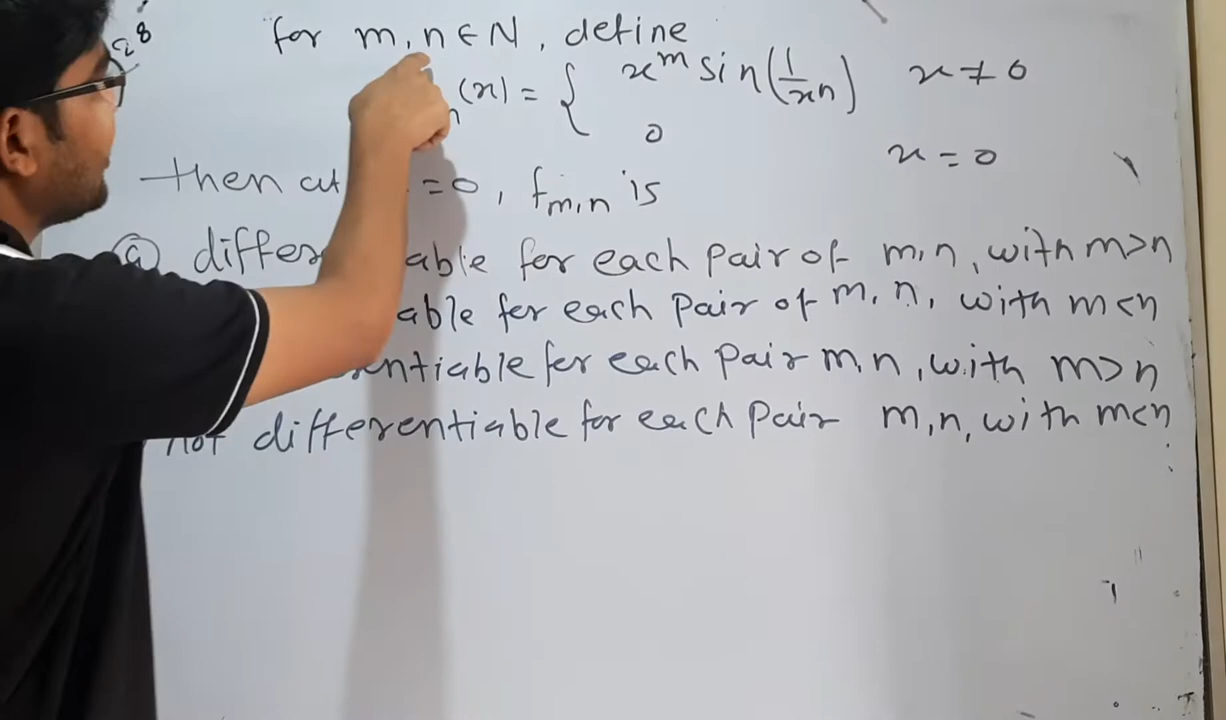 28
for m, n ∈ N, define
n(x) = { x^m sin(1/x^n) x ≠ 0
0 x = 0
then at = 0, f_m,n is
(a) differ able for each pair of m, n, with m>n
able for each pair of m, n, with m<n
entiable for each pair m, n, with m>n
not differentiable for each pair m, n, with m<n